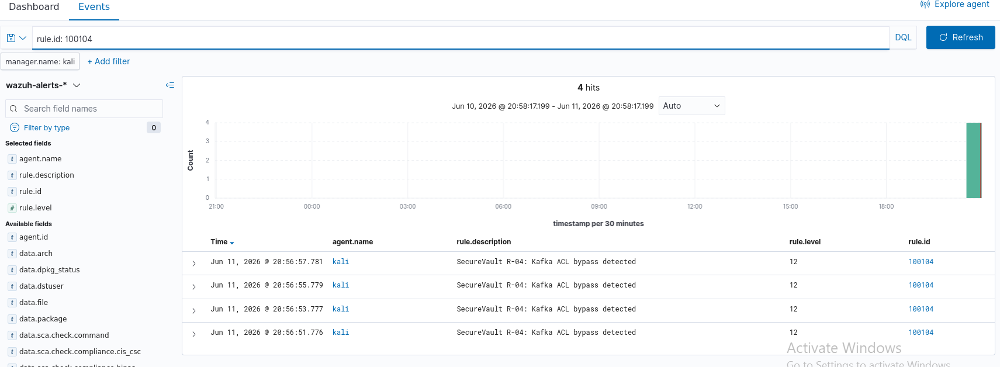 Dashboard Events Explore agent
rule.id: 100104 DQL Refresh
manager.name: kali + Add filter
wazuh-alerts-*
Search field names
Filter by type 0
Selected fields
t agent.name
t rule.description
t rule.id
# rule.level
Available fields
t agent.id
t data.arch
t data.dpkg_status
t data.dstuser
t data.file
t data.package
t data.sca.check.command
t data.sca.check.compliance.cis_csc
4 hits
Jun 10, 2026 @ 20:58:17.199 - Jun 11, 2026 @ 20:58:17.199 Auto
Count
4
3
2
1
0
21:00 00:00 03:00 06:00 09:00 12:00 15:00 18:00
timestamp per 30 minutes
Time agent.name rule.description rule.level rule.id
Jun 11, 2026 @ 20:56:57.781 kali SecureVault R-04: Kafka ACL bypass detected 12 100104
Jun 11, 2026 @ 20:56:55.779 kali SecureVault R-04: Kafka ACL bypass detected 12 100104
Jun 11, 2026 @ 20:56:53.777 kali SecureVault R-04: Kafka ACL bypass detected 12 100104
Jun 11, 2026 @ 20:56:51.776 kali SecureVault R-04: Kafka ACL bypass detected 12 100104
Activate Windows
Go to Settings to activate Windows.